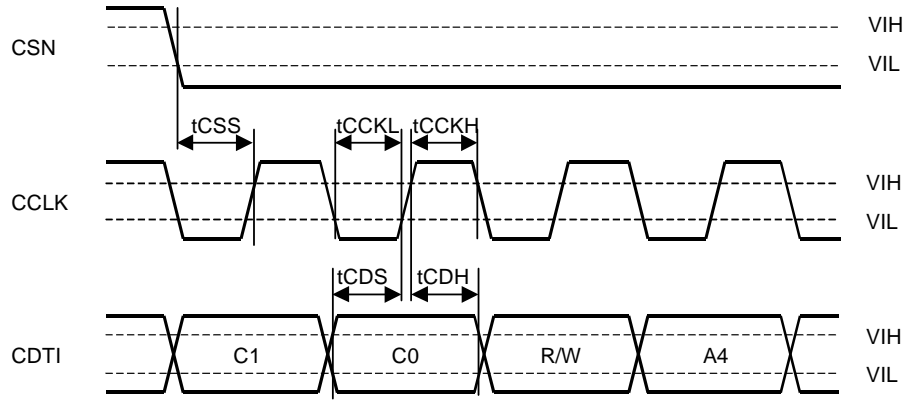 CSN
VIH
VIL
tCSS
tCCKL
tCCKH
CCLK
VIH
VIL
tCDS
tCDH
CDTI
C1
C0
R/W
A4
VIH
VIL